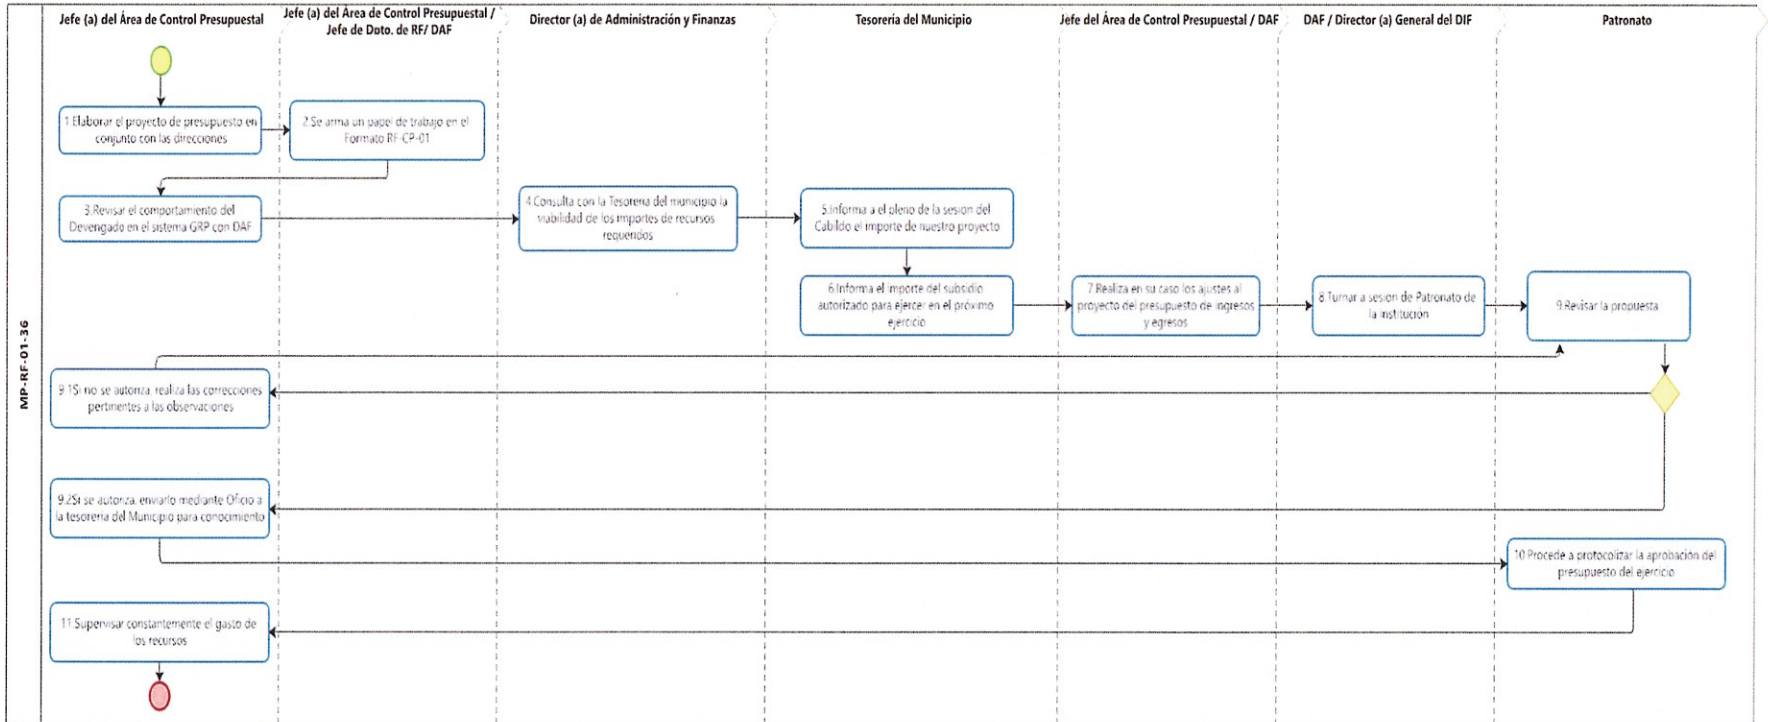 Jefe (a) del Área de Control Presupuestal
Jefe (a) del Área de Control Presupuestal /
Jefe de Dpto. de RF/ DAF
Director (a) de Administración y Finanzas
Tesorería del Municipio
Jefe del Área de Control Presupuestal / DAF
DAF / Director (a) General del DIF
Patronato
MP-RF-01-36
1.Elaborar el proyecto de presupuesto en
conjunto con las direcciones
2.Se arma un papel de trabajo en el
Formato RF-CP-01
3.Revisar el comportamiento del
Devengado en el sistema GRP con DAF
4.Consulta con la Tesorería del municipio la
viabilidad de los importes de recursos
requeridos
5.Informa a el pleno de la sesión del
Cabildo el importe de nuestro proyecto
6.Informa el importe del subsidio
autorizado para ejercer en el próximo
ejercicio
7.Realiza en su caso los ajustes al
proyecto del presupuesto de ingresos
y egresos
8.Turnar a sesión de Patronato de
la institución
9.Revisar la propuesta
9.1Si no se autoriza, realiza las correcciones
pertinentes a las observaciones
9.2Si se autoriza, enviarlo mediante Oficio a
la tesorería del Municipio para conocimiento
10.Procede a protocolizar la aprobación del
presupuesto del ejercicio
11.Supervisar constantemente el gasto de
los recursos